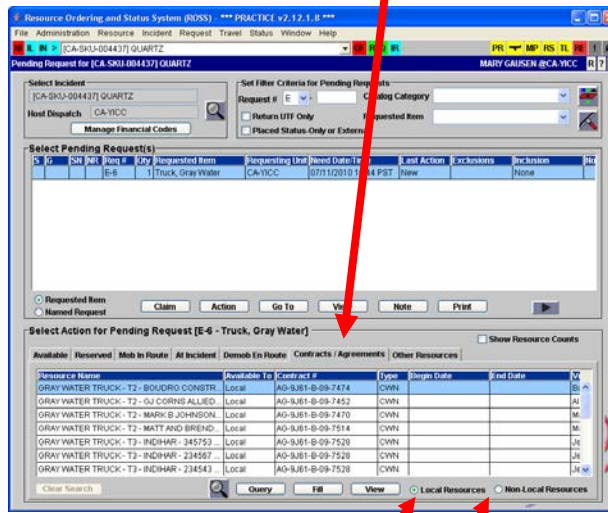 Resource Ordering and Status System (ROSS) - *** PRACTICE v2.12.1.8 ***
File Administration Resource Incident Request Travel Status Window Help
IL IN > [CA-SKU-004437] QUARTZ IR PR MP RS TL
Pending Request for [CA-SKU-004437] QUARTZ MARY GAUSEN @CA-YICC R ?
Select Incident Set Filter Criteria for Pending Requests
[CA-SKU-004437] QUARTZ Request # E - Catalog Category
Host Dispatch CA-YICC Return UTF Only Requested Item
Manage Financial Codes Placed Status Only or
Select Pending Request(s)
S G SN NR Req # Qty Requested Item Requesting Unit Need Date/Time Last Action Exclusions Inclusion
E-6 1 Truck, Gray Water CA-YICC 07/11/2010 PST New None
Requested Item
Named Request Claim Action Go To View Note Print
Select Action for Pending Request [E-6 - Truck, Gray Water]
Show Resource Counts
Available Reserved Mob In Route At Incident Demob En Route Contracts / Agreements Other Resources
Resource Name Available To Contract # Type Begin Date End Date
GRAY WATER TRUCK - T2 - BOUDRO CONSTR... Local AG-9J61-B-09-7474 CWN
GRAY WATER TRUCK - T2 - GJ CORNS ALLIED... Local AG-9J61-B-09-7452 CWN
GRAY WATER TRUCK - T2 - MARK B JOHNSON... Local AG-9J61-B-09-7470 CWN
GRAY WATER TRUCK - T2 - MATT AND BREND... Local AG-9J61-B-09-7514 CWN
GRAY WATER TRUCK - T3 - INDIHAR - 345753 ... Local AG-9J61-B-09-7528 CWN
GRAY WATER TRUCK - T3 - INDIHAR - 234567 ... Local AG-9J61-B-09-7528 CWN
GRAY WATER TRUCK - T3 - INDIHAR - 234543 ... Local AG-9J61-B-09-7528 CWN
Clear Search Query Fill View Local Resources Non-Local Resources